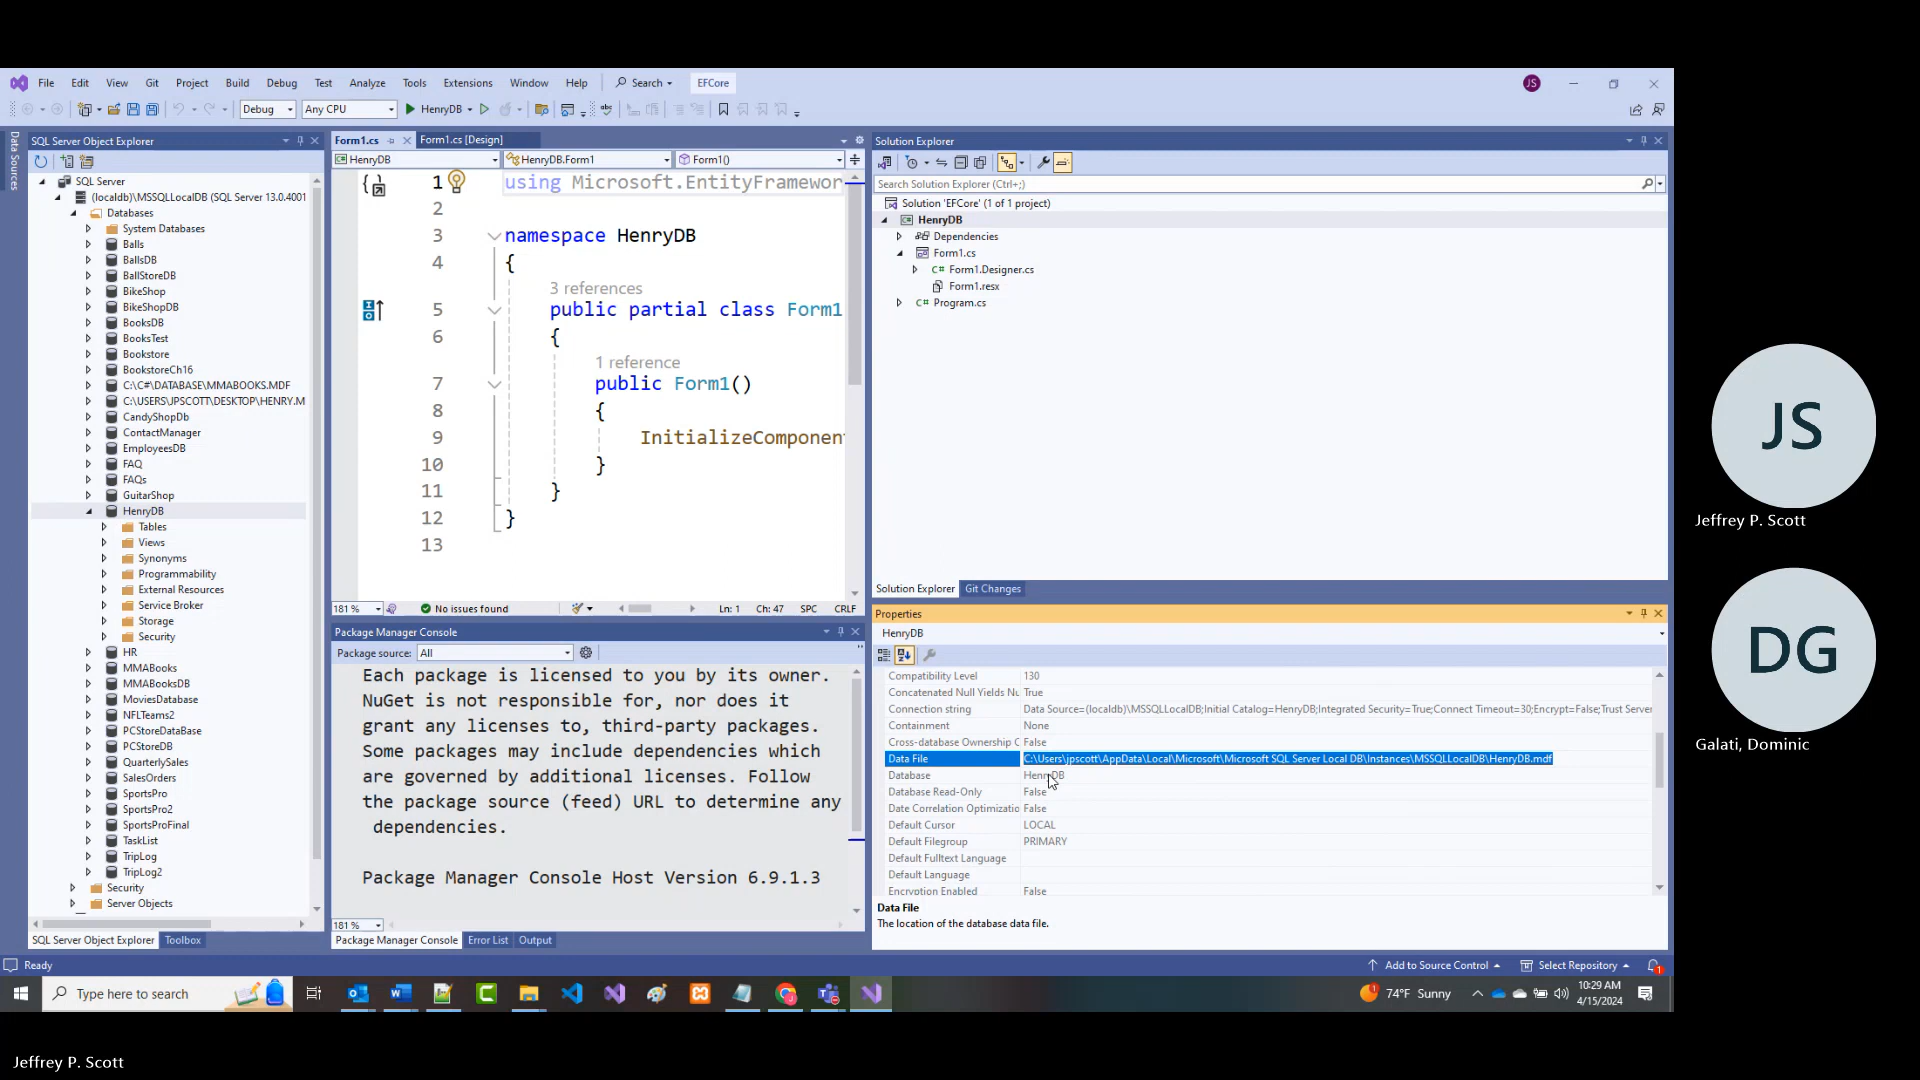 File Edit View Git Project Build Debug Test Analyze Tools Extensions Window Help Search EFCore JS
Debug Any CPU HenryDB
Data Sources
SQL Server Object Explorer
SQL Server
(localdb)\MSSQLLocalDB (SQL Server 13.0.4001
Databases
System Databases
Balls
BallsDB
BallStoreDB
BikeShop
BikeShopDB
BooksDB
BooksTest
Bookstore
BookstoreCh16
C:\C#\DATABASE\MMABOOKS.MDF
C:\USERS\JPSCOTT\DESKTOP\HENRY.M
CandyShopDb
ContactManager
EmployeesDB
FAQ
FAQs
GuitarShop
HenryDB
Tables
Views
Synonyms
Programmability
External Resources
Service Broker
Storage
Security
HR
MMABooks
MMABooksDB
MoviesDatabase
NFLTeams2
PCStoreDataBase
PCStoreDB
QuarterlySales
SalesOrders
SportsPro
SportsPro2
SportsProFinal
TaskList
TripLog
TripLog2
Security
Server Objects
SQL Server Object Explorer Toolbox
Form1.cs Form1.cs [Design]
HenryDB HenryDB.Form1 Form1()
1 using Microsoft.EntityFramewor
2
3 namespace HenryDB
4 {
3 references
5 public partial class Form1
6 {
1 reference
7 public Form1()
8 {
9 InitializeComponen
10 }
11 }
12 }
13
181 % No issues found Ln: 1 Ch: 47 SPC CRLF
Package Manager Console
Package source: All
Each package is licensed to you by its owner.
NuGet is not responsible for, nor does it
grant any licenses to, third-party packages.
Some packages may include dependencies which
are governed by additional licenses. Follow
the package source (feed) URL to determine any
dependencies.
Package Manager Console Host Version 6.9.1.3
181 %
Package Manager Console Error List Output
Solution Explorer
Search Solution Explorer (Ctrl+;)
Solution 'EFCore' (1 of 1 project)
HenryDB
Dependencies
Form1.cs
C# Form1.Designer.cs
Form1.resx
C# Program.cs
Solution Explorer Git Changes
Properties
HenryDB
Compatibility Level 130
Concatenated Null Yields Nu True
Connection string Data Source=(localdb)\MSSQLLocalDB;Initial Catalog=HenryDB;Integrated Security=True;Connect Timeout=30;Encrypt=False;Trust Server
Containment None
Cross-database Ownership C False
Data File C:\Users\jpscott\AppData\Local\Microsoft\Microsoft SQL Server Local DB\Instances\MSSQLLocalDB\HenryDB.mdf
Database HenryDB
Database Read-Only False
Date Correlation Optimizatio False
Default Cursor LOCAL
Default Filegroup PRIMARY
Default Fulltext Language
Default Language
Encryption Enabled False
Data File
The location of the database data file.
Ready Add to Source Control Select Repository 1
Type here to search
74°F Sunny
10:29 AM
4/15/2024
JS
Jeffrey P. Scott
DG
Galati, Dominic
Jeffrey P. Scott